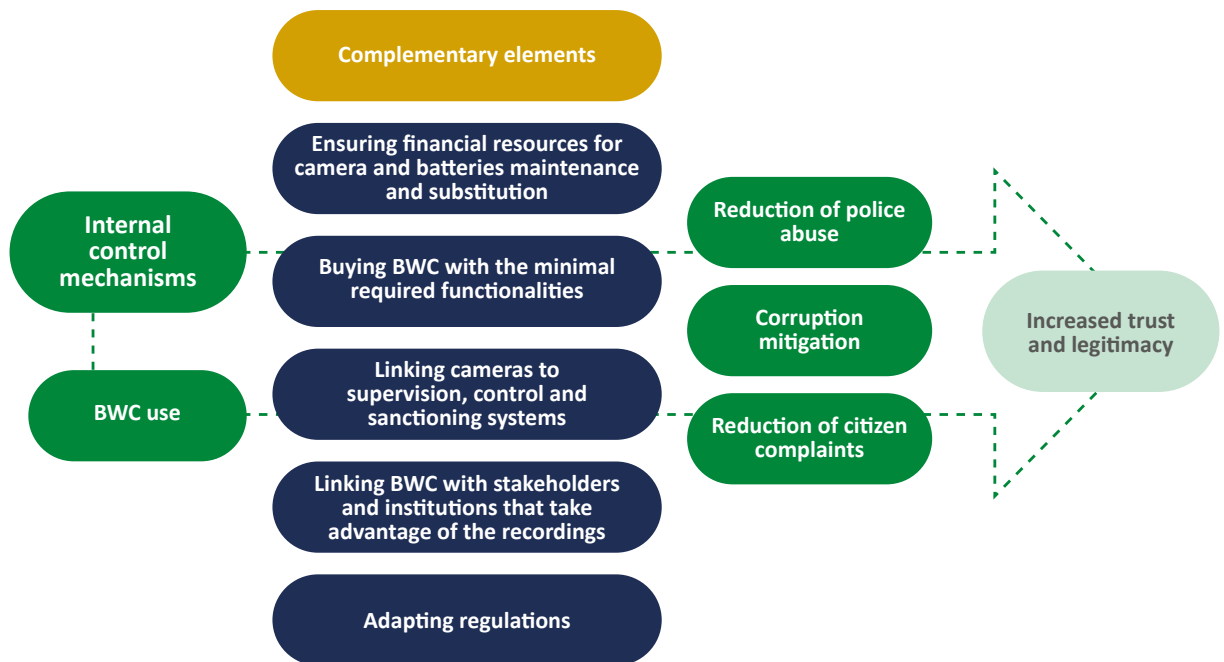 Complementary elements
Ensuring financial resources for
camera and batteries maintenance
and substitution
Internal
control
mechanisms
Buying BWC with the minimal
required functionalities
BWC use
Linking cameras to
supervision, control and
sanctioning systems
Linking BWC with stakeholders
and institutions that take
advantage of the recordings
Adapting regulations
Reduction of police
abuse
Corruption
mitigation
Reduction of citizen
complaints
Increased trust
and legitimacy